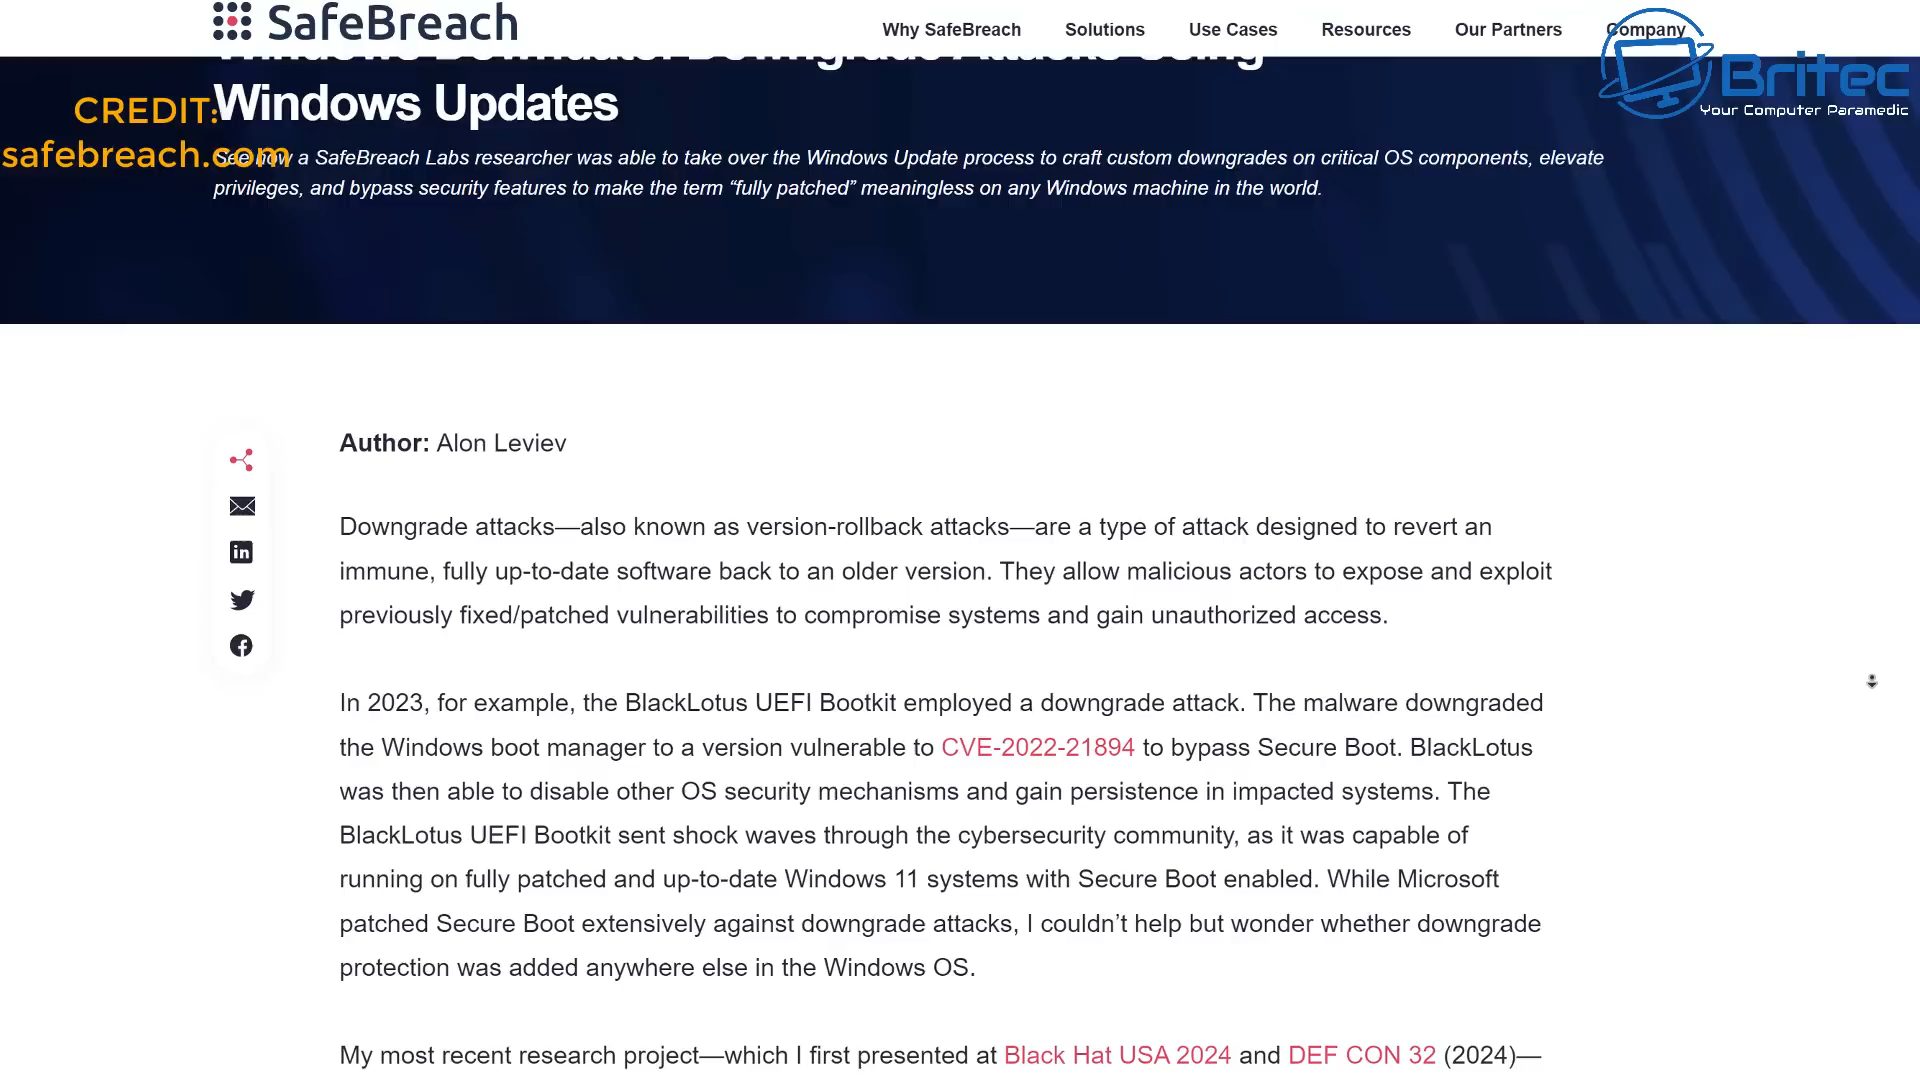 SafeBreach
Why SafeBreach Solutions Use Cases Resources Our Partners Company
Britec
Your Computer Paramedic
Windows Updates
CREDIT:
safebreach.com
See how a SafeBreach Labs researcher was able to take over the Windows Update process to craft custom downgrades on critical OS components, elevate
privileges, and bypass security features to make the term “fully patched” meaningless on any Windows machine in the world.
Author: Alon Leviev
Downgrade attacks—also known as version-rollback attacks—are a type of attack designed to revert an
immune, fully up-to-date software back to an older version. They allow malicious actors to expose and exploit
previously fixed/patched vulnerabilities to compromise systems and gain unauthorized access.
In 2023, for example, the BlackLotus UEFI Bootkit employed a downgrade attack. The malware downgraded
the Windows boot manager to a version vulnerable to CVE-2022-21894 to bypass Secure Boot. BlackLotus
was then able to disable other OS security mechanisms and gain persistence in impacted systems. The
BlackLotus UEFI Bootkit sent shock waves through the cybersecurity community, as it was capable of
running on fully patched and up-to-date Windows 11 systems with Secure Boot enabled. While Microsoft
patched Secure Boot extensively against downgrade attacks, I couldn’t help but wonder whether downgrade
protection was added anywhere else in the Windows OS.
My most recent research project—which I first presented at Black Hat USA 2024 and DEF CON 32 (2024)—